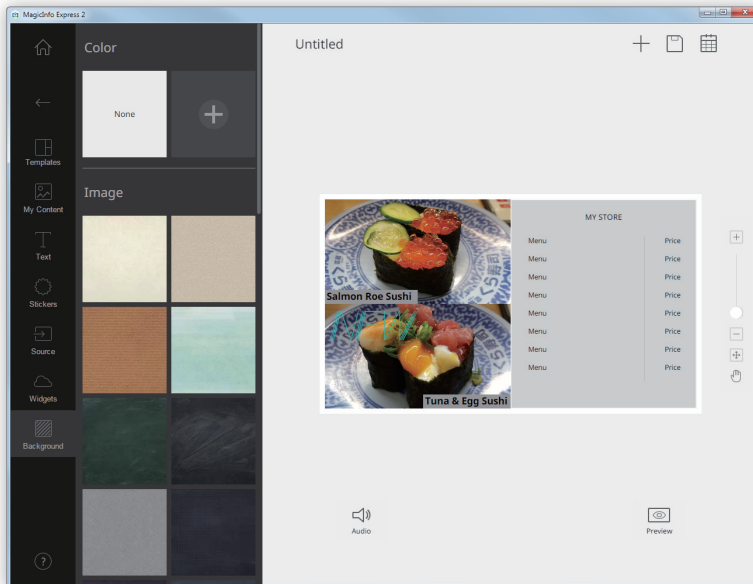 MagicInfo Express 2
Color
Untitled
None
Templates
Image
My Content
Text
Stickers
Source
Widgets
Background
MY STORE
Menu Price
Menu Price
Menu Price
Menu Price
Menu Price
Menu Price
Menu Price
Menu Price
Salmon Roe Sushi
Tuna & Egg Sushi
Audio
Preview
?